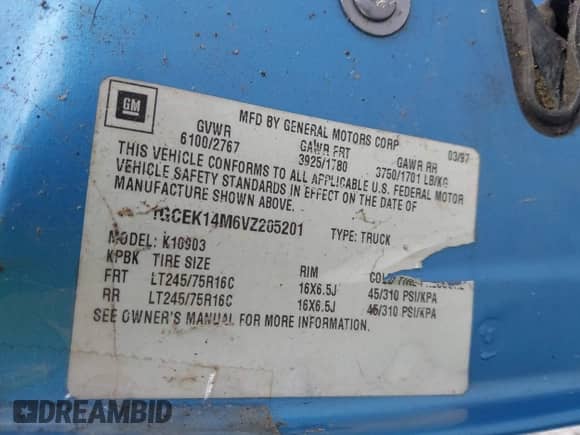 GM
MFD BY GENERAL MOTORS CORP
03/97
GVWR GAWR FRT GAWR RR
6100/2767 3925/1780 3750/1701 LB/KG
THIS VEHICLE CONFORMS TO ALL APPLICABLE U.S. FEDERAL MOTOR
VEHICLE SAFETY STANDARDS IN EFFECT ON THE DATE OF
MANUFACTURE SHOWN ABOVE.
1GCEK14M6VZ205201 TYPE: TRUCK
MODEL: K10903
KPBK TIRE SIZE RIM COLD TIRE
FRT LT245/75R16C 16X6.5J 45/310 PSI/KPA
RR LT245/75R16C 16X6.5J 45/310 PSI/KPA
SEE OWNER'S MANUAL FOR MORE INFORMATION.
DREAMBID